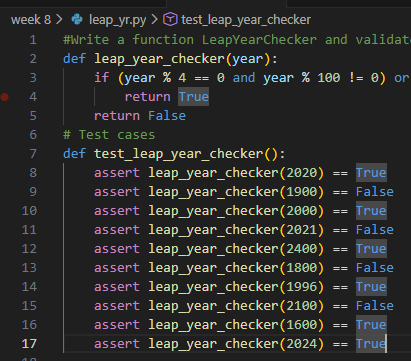 week 8 > leap_yr.py > test_leap_year_checker
1 #Write a function LeapYearChecker and validate
2 def leap_year_checker(year):
3 if (year % 4 == 0 and year % 100 != 0) or
4 return True
5 return False
6 # Test cases
7 def test_leap_year_checker():
8 assert leap_year_checker(2020) == True
9 assert leap_year_checker(1900) == False
10 assert leap_year_checker(2000) == True
11 assert leap_year_checker(2021) == False
12 assert leap_year_checker(2400) == True
13 assert leap_year_checker(1800) == False
14 assert leap_year_checker(1996) == True
15 assert leap_year_checker(2100) == False
16 assert leap_year_checker(1600) == True
17 assert leap_year_checker(2024) == True